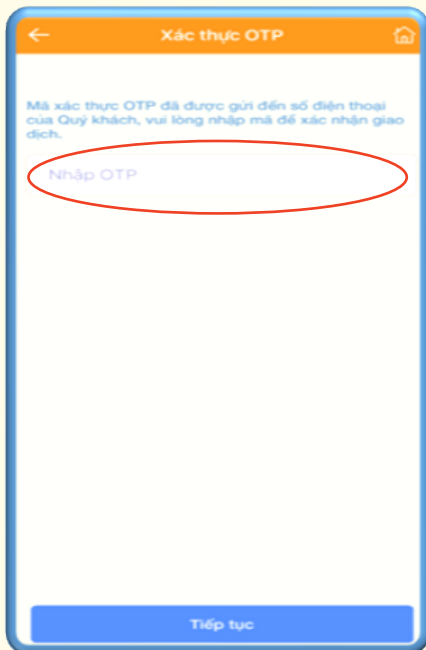 Xác thực OTP
Mã xác thực OTP đã được gửi đến số điện thoại
của Quý khách, vui lòng nhập mã để xác nhận giao
dịch.
Nhập OTP
Tiếp tục